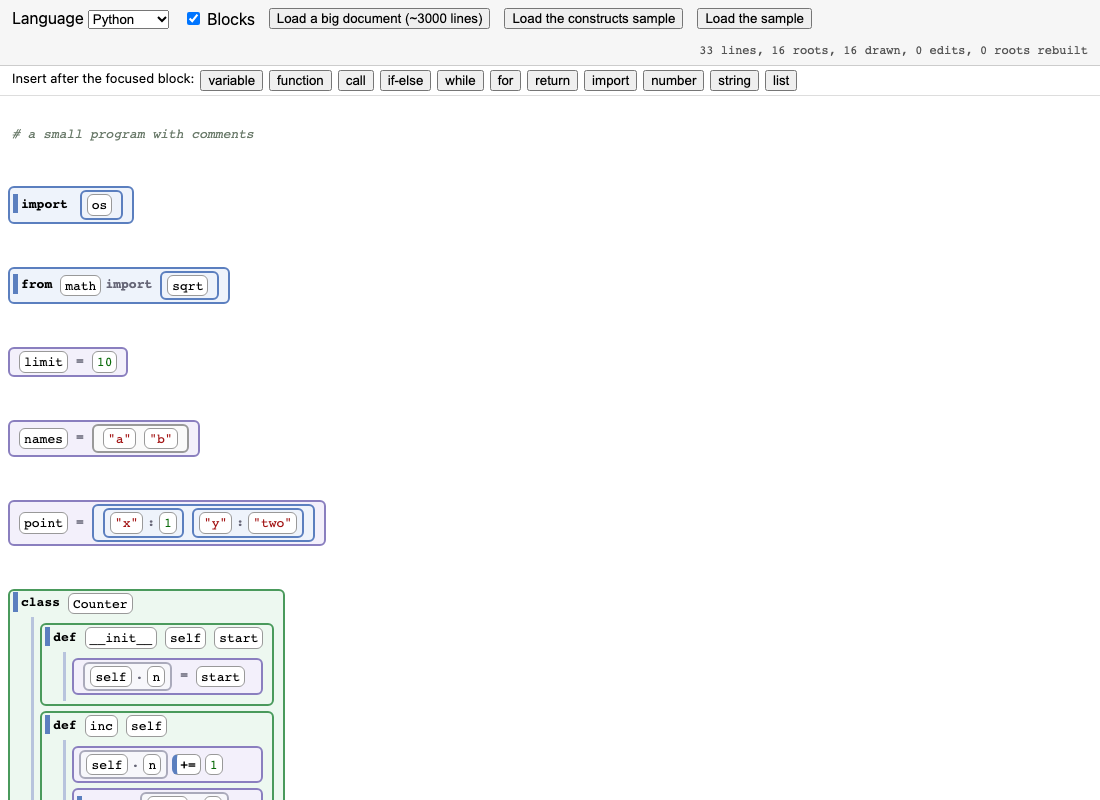 Language Python Blocks Load a big document (~3000 lines) Load the constructs sample Load the sample
33 lines, 16 roots, 16 drawn, 0 edits, 0 roots rebuilt
Insert after the focused block: variable function call if-else while for return import number string list
# a small program with comments
import os
from math import sqrt
limit = 10
names = "a" "b"
point = "x" : 1 "y" : "two"
class Counter
def __init__ self start
self . n = start
def inc self
self . n += 1